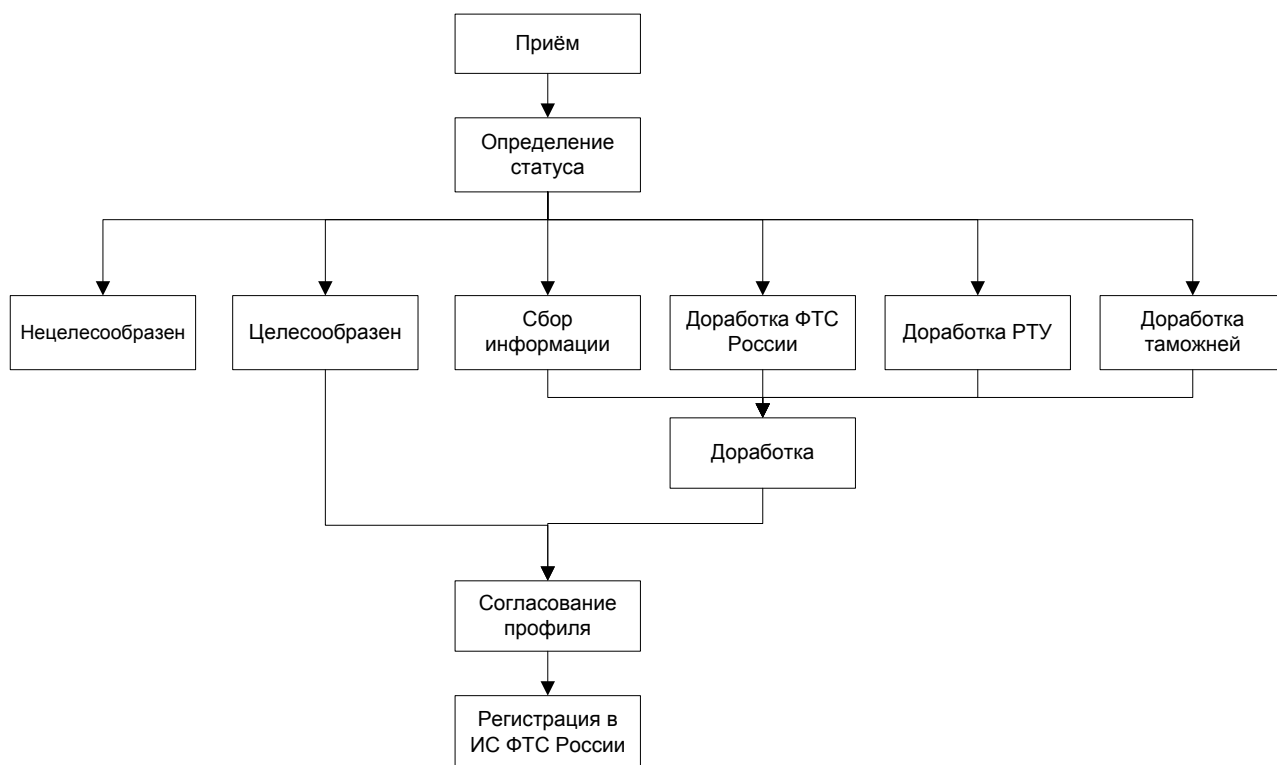 Приём
Определение
статуса
Нецелесообразен
Целесообразен
Сбор
информации
Доработка ФТС
России
Доработка РТУ
Доработка
таможней
Доработка
Согласование
профиля
Регистрация в
ИС ФТС России